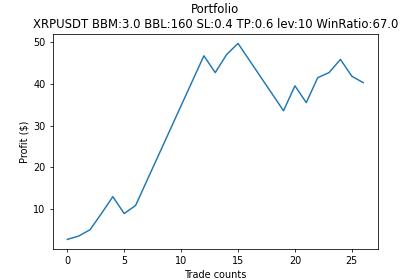 Portfolio
XRPUSDT BBM:3.0 BBL:160 SL:0.4 TP:0.6 lev:10 WinRatio:67.0
50
40
30
20
10
Profit ($)
0 5 10 15 20 25
Trade counts